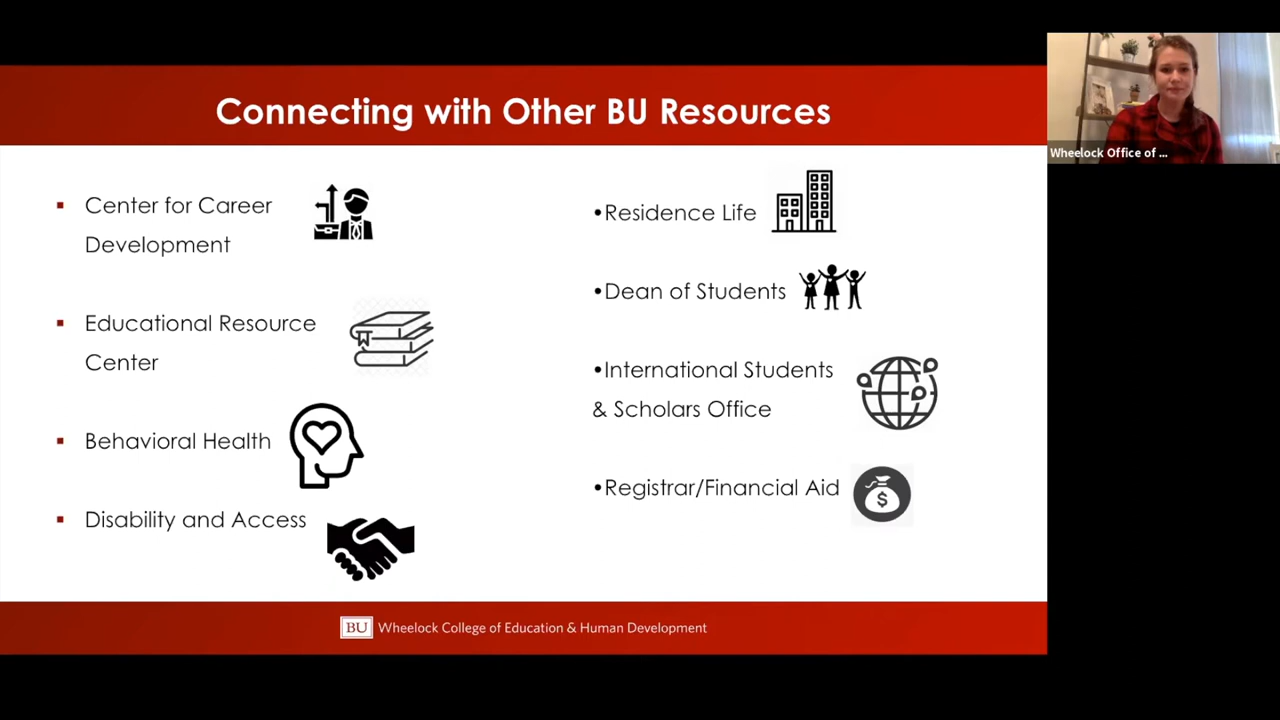 Connecting with Other BU Resources
Wheelock Office of ...
▪ Center for Career
Development
▪ Educational Resource
Center
▪ Behavioral Health
▪ Disability and Access
•Residence Life
•Dean of Students
•International Students
& Scholars Office
•Registrar/Financial Aid
$
BU Wheelock College of Education & Human Development